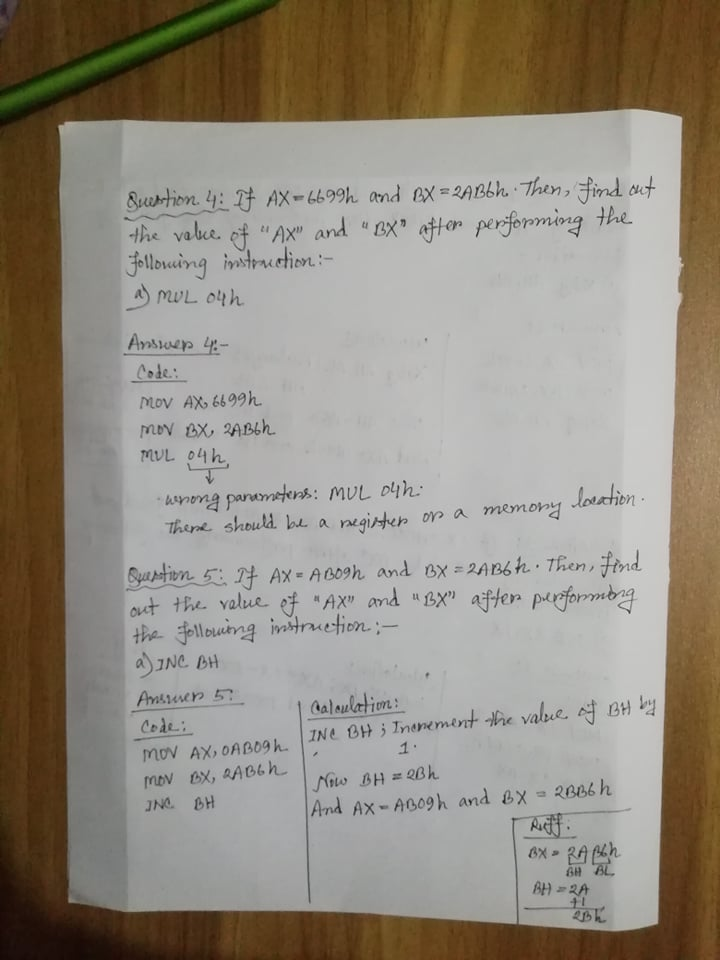 Question 4: If AX=6699h and BX=2AB6h. Then, find out
the value of "AX" and "BX" after performing the
following instruction:-
a) MUL 04h
Answer 4:-
Code:
MOV AX, 6699h
MOV BX, 2AB6h
MUL 04h
wrong parameters: MUL 04h.
There should be a register or a memory location.
Question 5: If AX= AB09h and BX=2AB6h. Then, find
out the value of "AX" and "BX" after performing
the following instruction:-
a) INC BH
Answer 5:
Code:
MOV AX, 0AB09h
MOV BX, 2AB6h
INC BH
Calculation:
INC BH ; Increment the value of BH by
1.
Now BH = 2Bh
And AX = AB09h and BX = 2BB6h
Ruff:
BX = 2A B6h
BH BL
BH = 2A
+1
2Bh